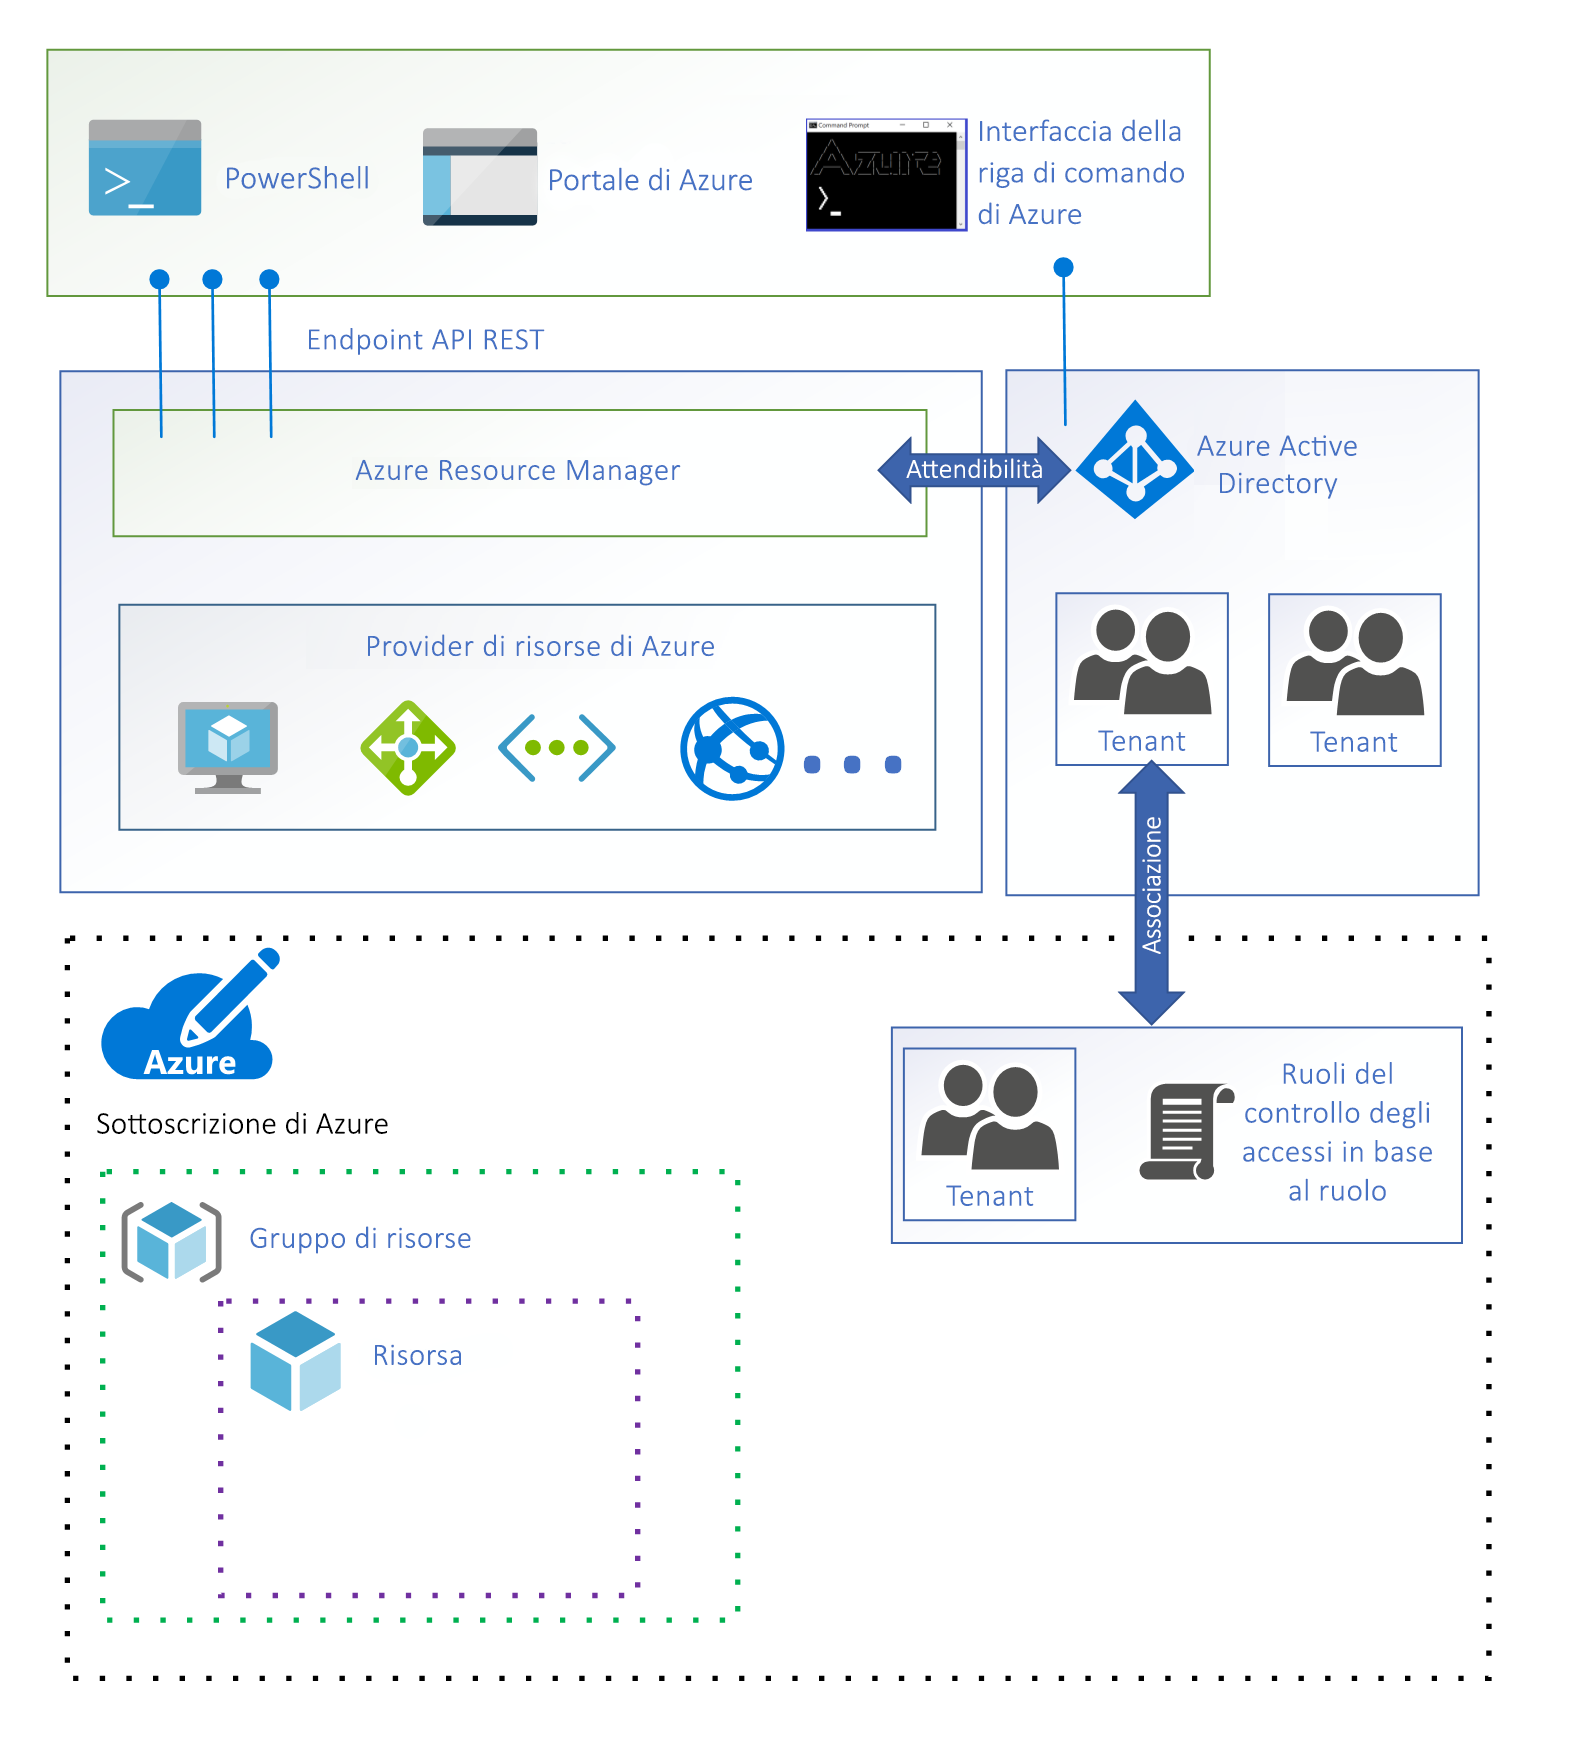 PowerShell
Portale di Azure
Command Prompt
Azure
Interfaccia della
riga di comando
di Azure
Endpoint API REST
Azure Resource Manager
Attendibilità
Azure Active
Directory
Provider di risorse di Azure
Tenant
Tenant
Associazione
Azure
Sottoscrizione di Azure
Tenant
Ruoli del
controllo degli
accessi in base
al ruolo
Gruppo di risorse
Risorsa